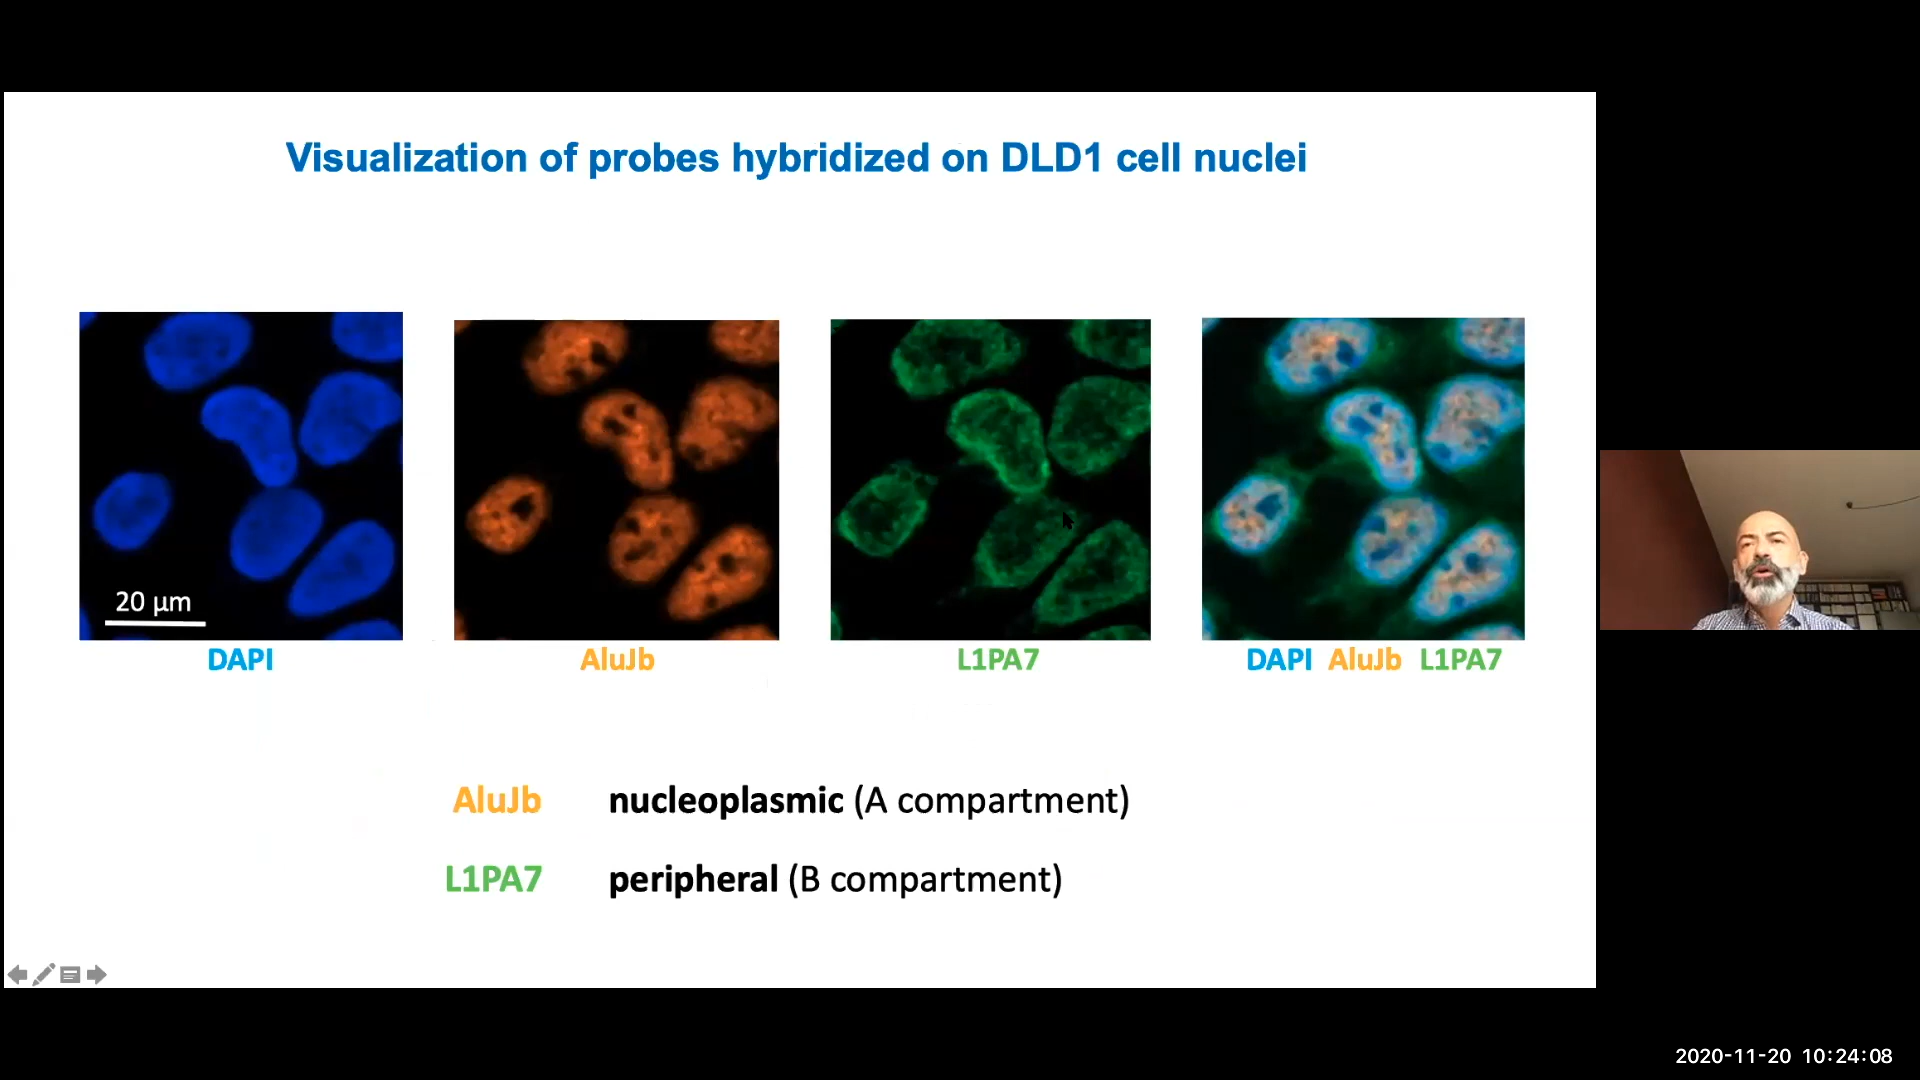 Visualization of probes hybridized on DLD1 cell nuclei
20 µm
DAPI
AluJb
L1PA7
DAPI AluJb L1PA7
AluJb nucleoplasmic (A compartment)
L1PA7 peripheral (B compartment)
2020-11-20 10:24:08